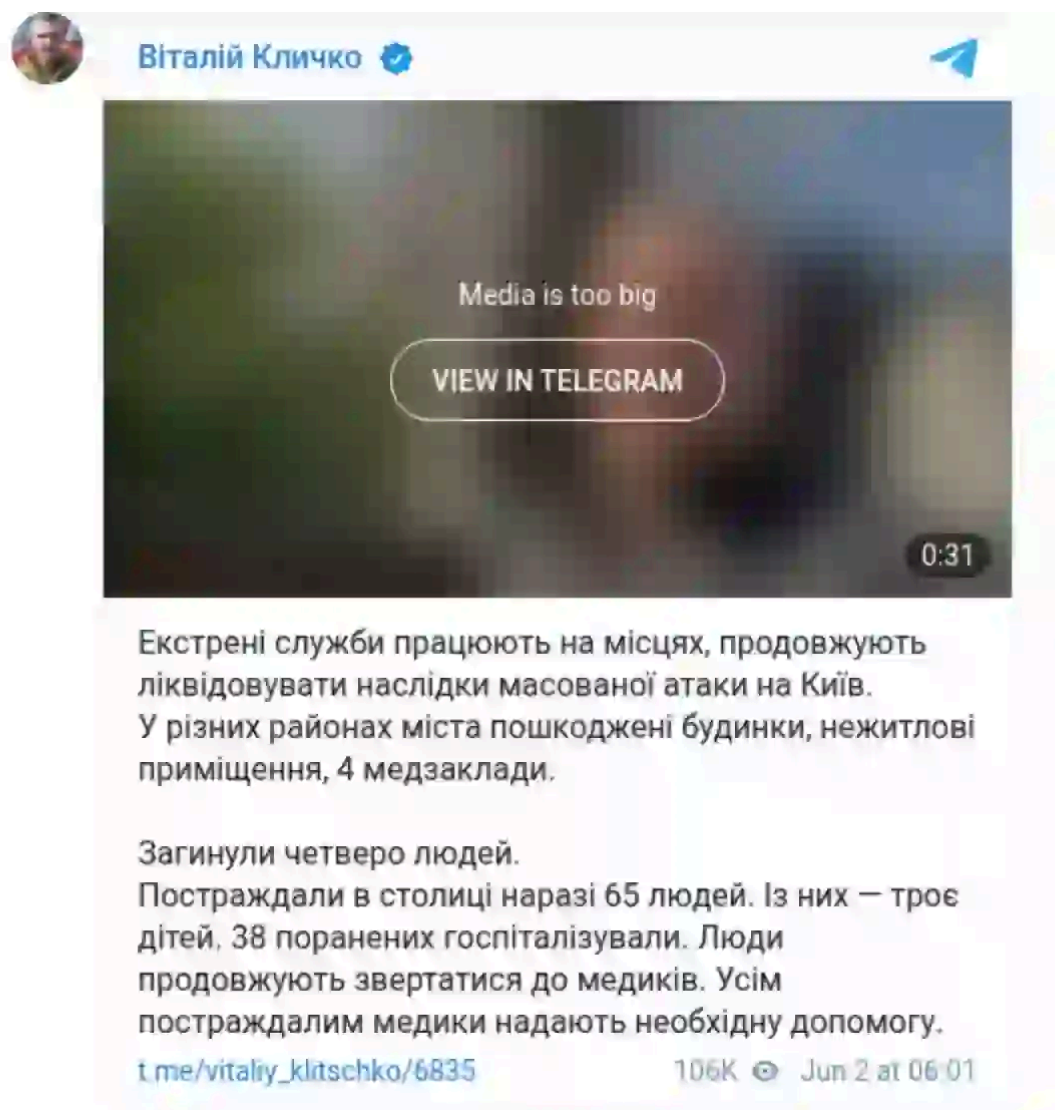 Віталій Кличко
Media is too big
VIEW IN TELEGRAM
0:31
Екстрені служби працюють на місцях, продовжують
ліквідовувати наслідки масованої атаки на Київ.
У різних районах міста пошкоджені будинки, нежитлові
приміщення, 4 медзаклади.
Загинули четверо людей.
Постраждали в столиці наразі 65 людей. Із них — троє
дітей. 38 поранених госпіталізували. Люди
продовжують звертатися до медиків. Усім
постраждалим медики надають необхідну допомогу.
t.me/vitaliy_klitschko/6835 106K Jun 2 at 06:01